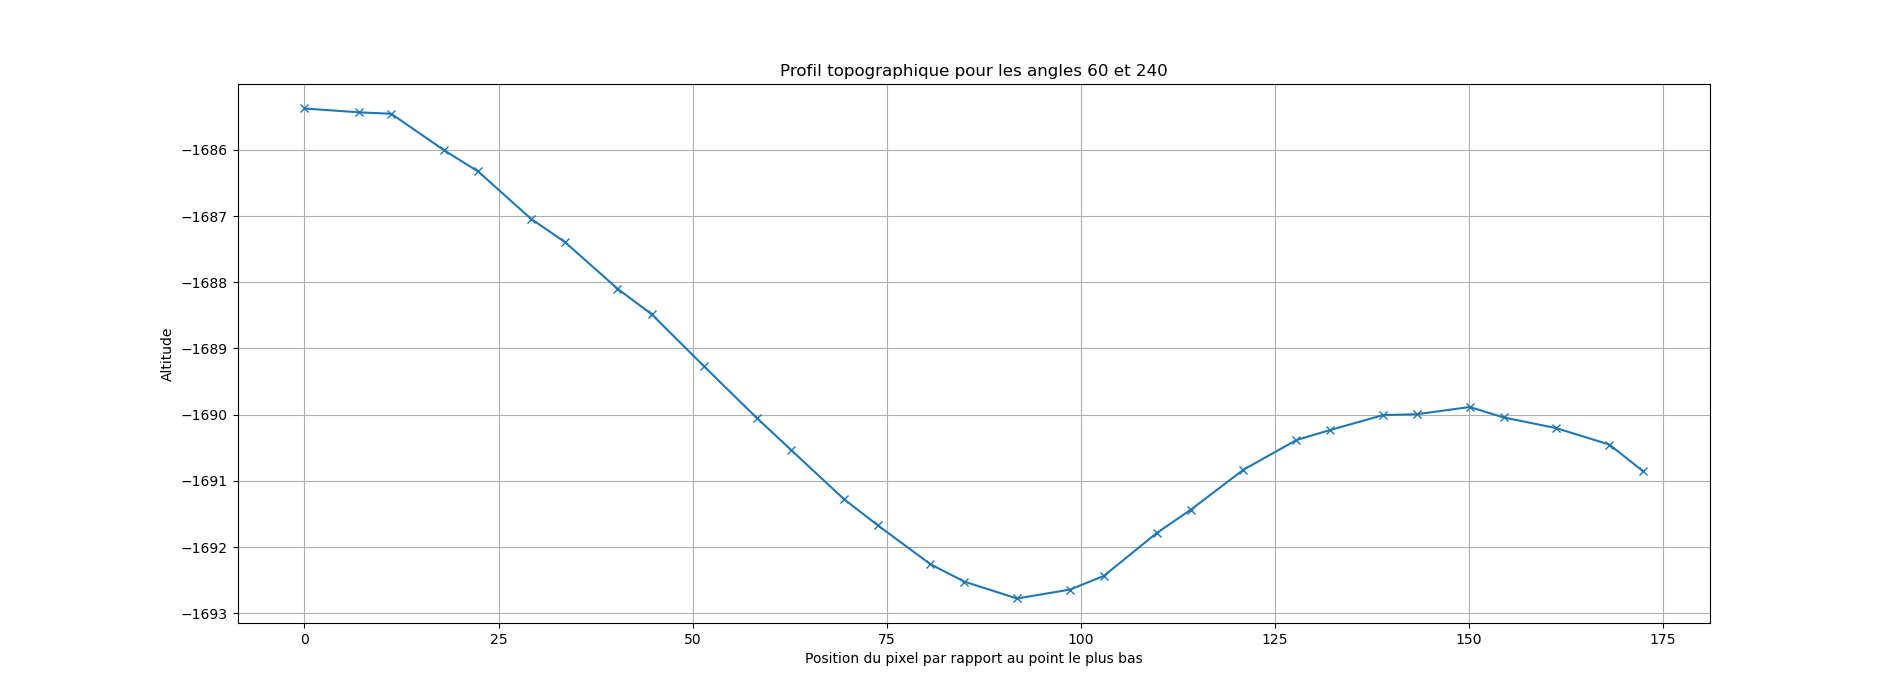 Profil topographique pour les angles 60 et 240
Altitude
−1686
−1687
−1688
−1689
−1690
−1691
−1692
−1693
0 25 50 75 100 125 150 175
Position du pixel par rapport au point le plus bas